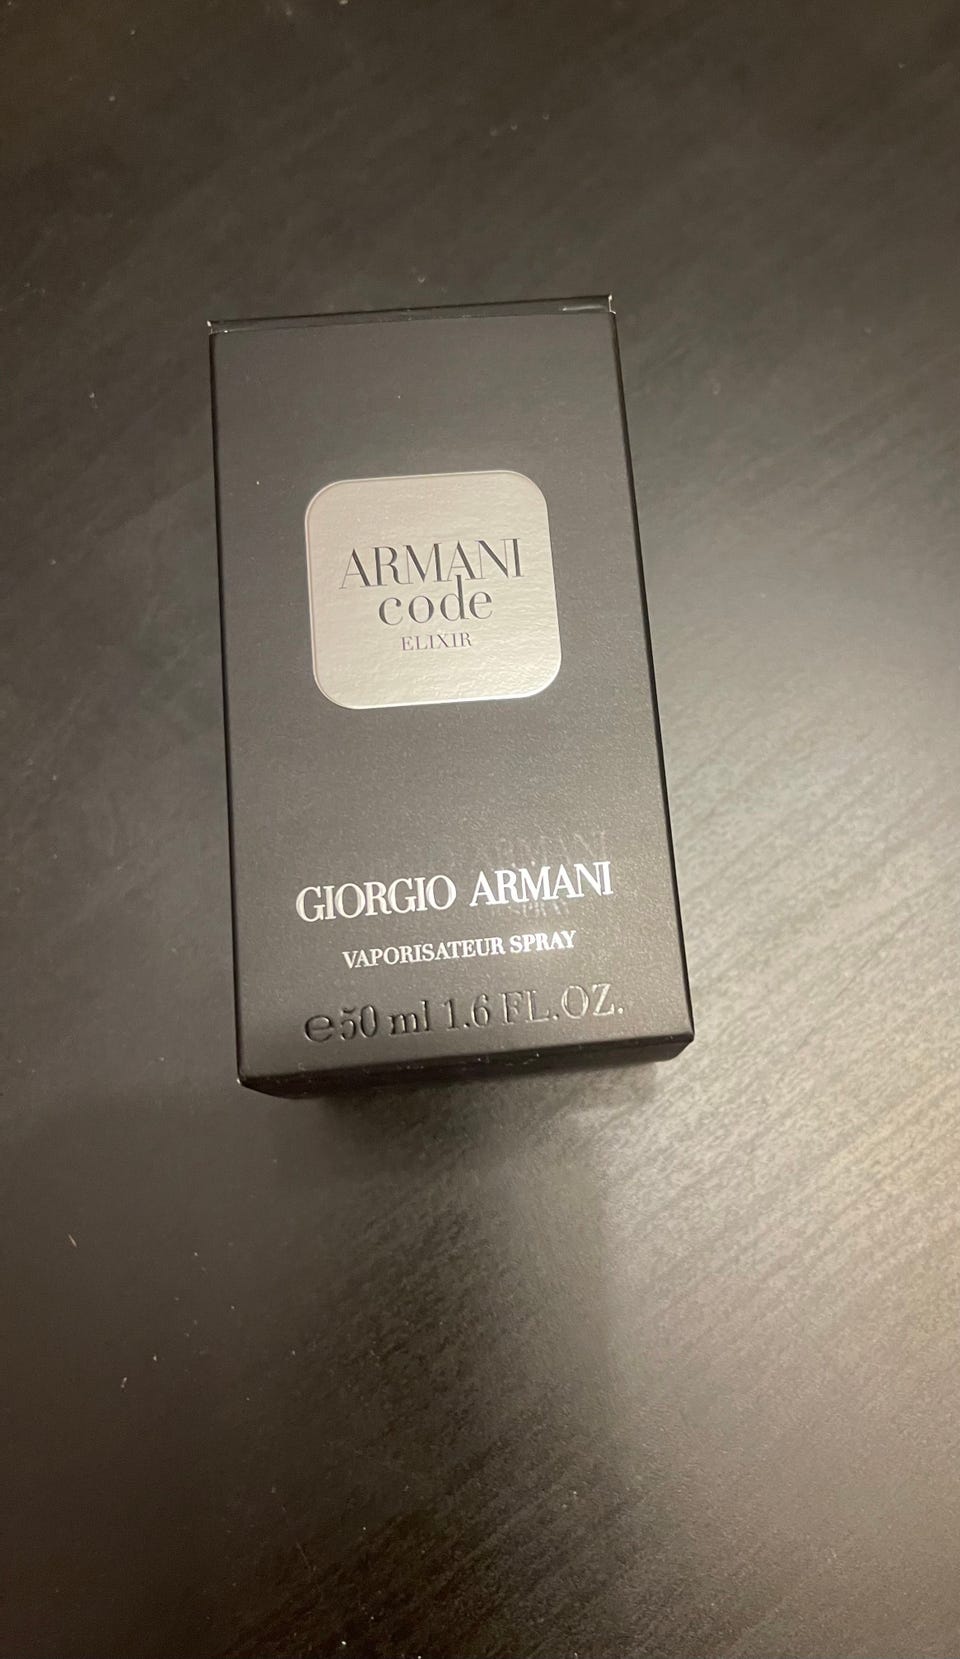 ARMANI
code
ELIXIR
GIORGIO ARMANI
VAPORISATEUR SPRAY
℮50 ml 1.6 FL.OZ.